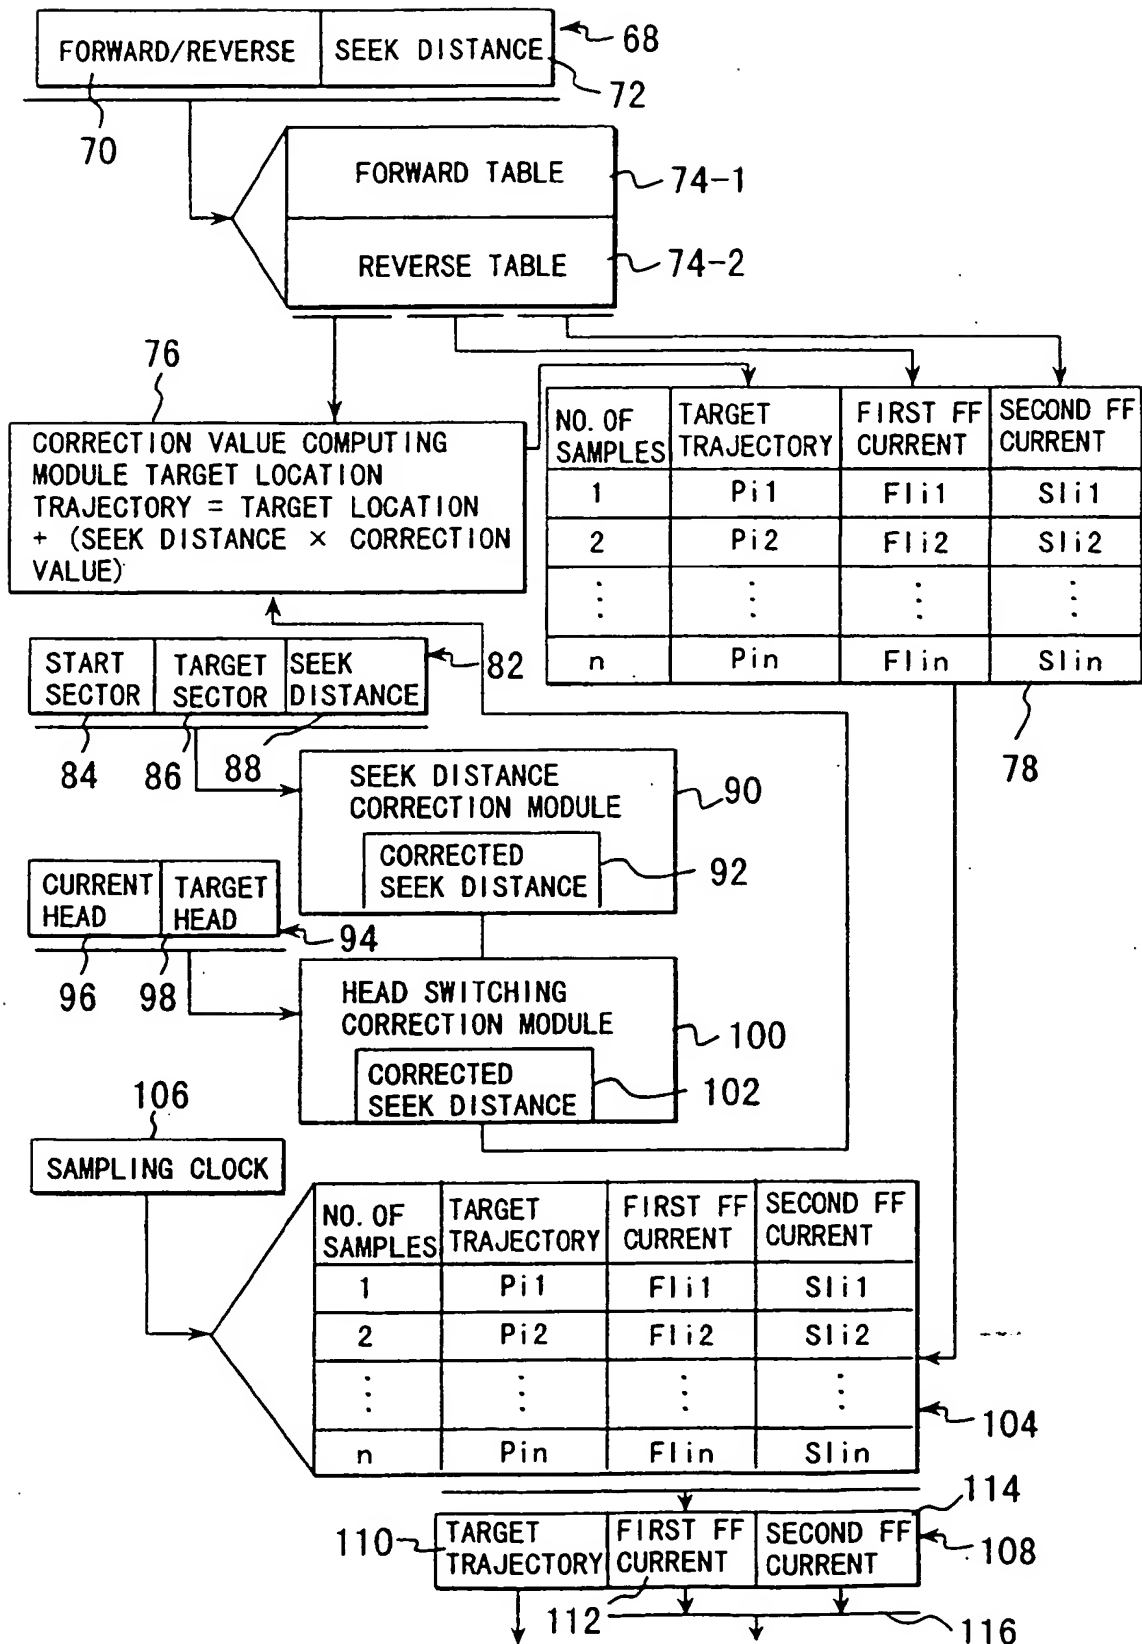 FORWARD/REVERSE
SEEK DISTANCE
68
70
72
FORWARD TABLE
74-1
REVERSE TABLE
74-2
76
CORRECTION VALUE COMPUTING
MODULE TARGET LOCATION
TRAJECTORY = TARGET LOCATION
+ (SEEK DISTANCE × CORRECTION
VALUE)
NO. OF SAMPLES
TARGET TRAJECTORY
FIRST FF CURRENT
SECOND FF CURRENT
1 Pi1 FIi1 SIi1
2 Pi2 FIi2 SIi2
⋮ ⋮ ⋮ ⋮
n Pin FIin SIin
78
START SECTOR
TARGET SECTOR
SEEK DISTANCE
82
84
86
88
SEEK DISTANCE
CORRECTION MODULE
90
CORRECTED
SEEK DISTANCE
92
CURRENT HEAD
TARGET HEAD
94
96
98
HEAD SWITCHING
CORRECTION MODULE
100
CORRECTED
SEEK DISTANCE
102
106
SAMPLING CLOCK
NO. OF SAMPLES
TARGET TRAJECTORY
FIRST FF CURRENT
SECOND FF CURRENT
1 Pi1 FIi1 SIi1
2 Pi2 FIi2 SIi2
⋮ ⋮ ⋮ ⋮
n Pin FIin SIin
104
110
TARGET TRAJECTORY
FIRST FF CURRENT
SECOND FF CURRENT
114
108
112
116